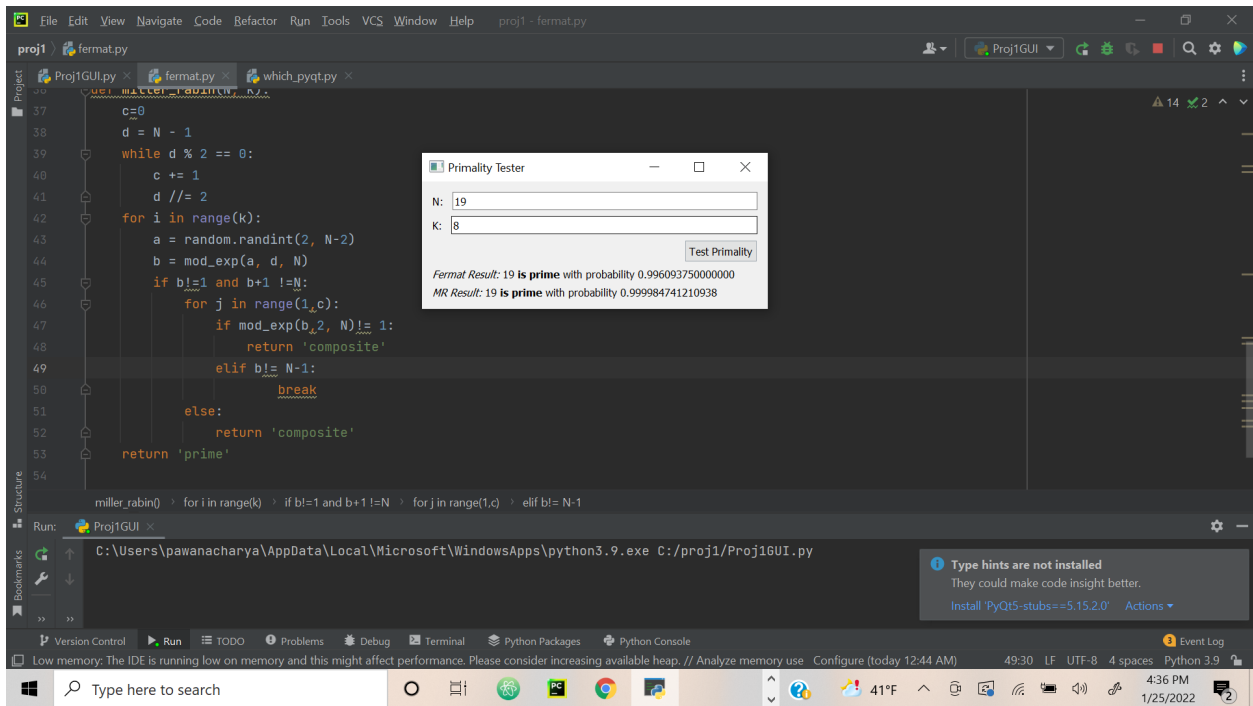 File Edit View Navigate Code Refactor Run Tools VCS Window Help proj1 - fermat.py
proj1 fermat.py Proj1GUI
Project
Proj1GUI.py fermat.py which_pyqt.py
36 def miller_rabin(N, k):
14 2
37 c=0
38 d = N - 1
39 while d % 2 == 0:
40 c += 1
41 d //= 2
42 for i in range(k):
43 a = random.randint(2, N-2)
44 b = mod_exp(a, d, N)
45 if b!=1 and b+1 !=N:
46 for j in range(1,c):
47 if mod_exp(b,2, N)!= 1:
48 return 'composite'
49 elif b!= N-1:
50 break
51 else:
52 return 'composite'
53 return 'prime'
54
Primality Tester
N: 19
K: 8
Test Primality
Fermat Result: 19 is prime with probability 0.996093750000000
MR Result: 19 is prime with probability 0.999984741210938
miller_rabin() for i in range(k) if b!=1 and b+1 !=N for j in range(1,c) elif b!= N-1
Structure
Run: Proj1GUI
C:\Users\pawanacharya\AppData\Local\Microsoft\WindowsApps\python3.9.exe C:/proj1/Proj1GUI.py
Bookmarks
Type hints are not installed
They could make code insight better.
Install 'PyQt5-stubs==5.15.2.0' Actions
Version Control Run TODO Problems Debug Terminal Python Packages Python Console 3 Event Log
Low memory: The IDE is running low on memory and this might affect performance. Please consider increasing available heap. // Analyze memory use Configure (today 12:44 AM) 49:30 LF UTF-8 4 spaces Python 3.9
Type here to search 41°F 4:36 PM
1/25/2022 2